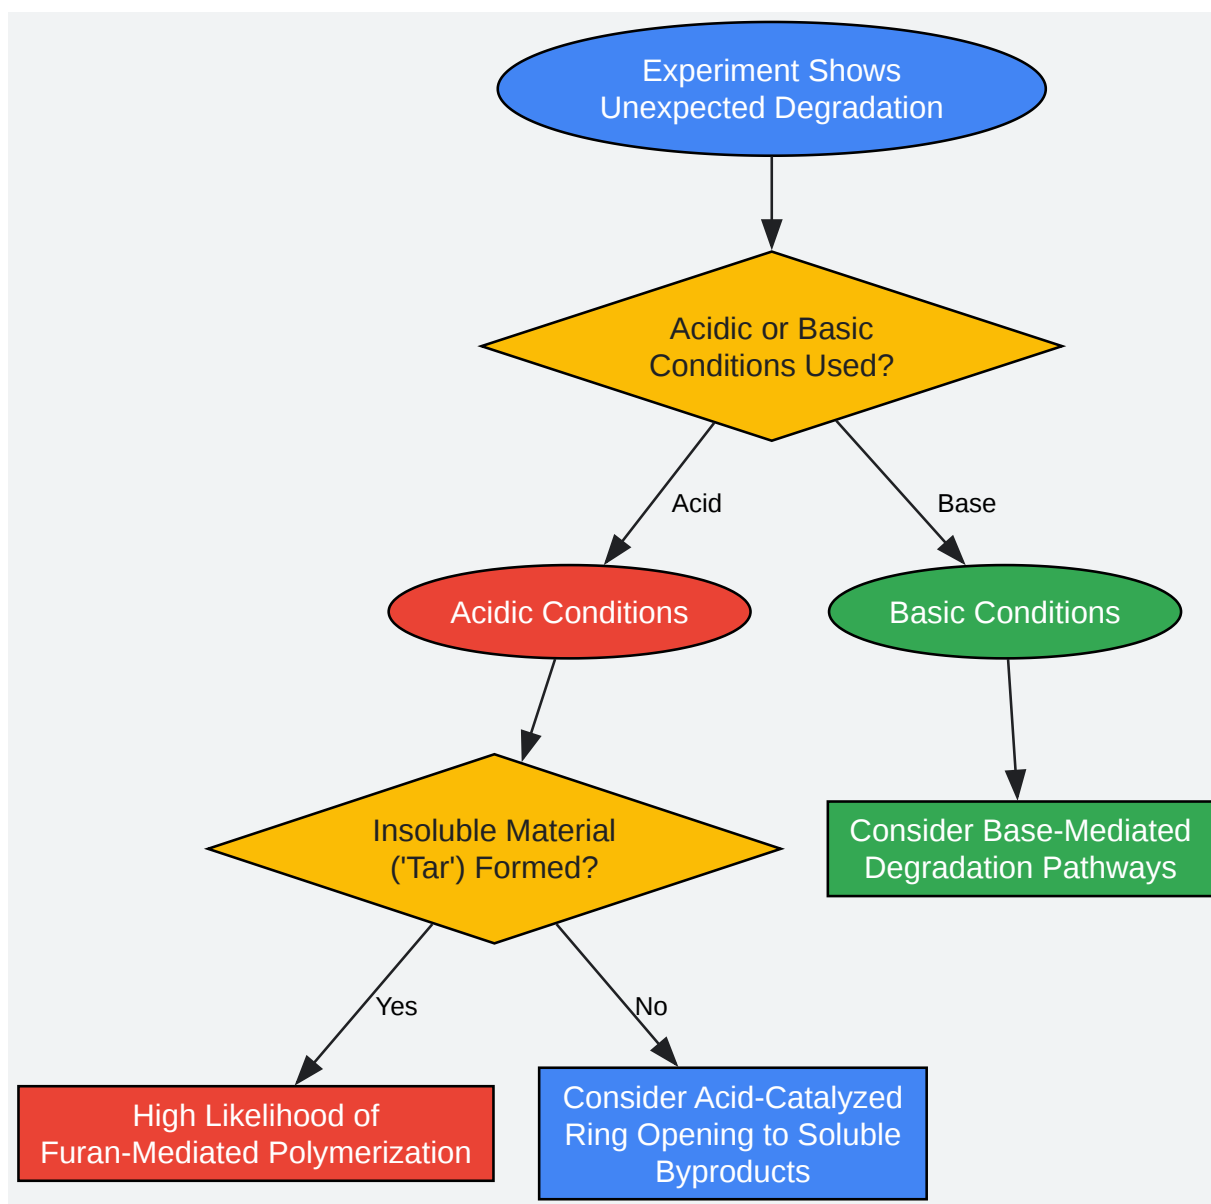 Experiment Shows
Unexpected Degradation
Acidic or Basic
Conditions Used?
Acid
Base
Acidic Conditions
Basic Conditions
Insoluble Material
('Tar') Formed?
Consider Base-Mediated
Degradation Pathways
Yes
No
High Likelihood of
Furan-Mediated Polymerization
Consider Acid-Catalyzed
Ring Opening to Soluble
Byproducts